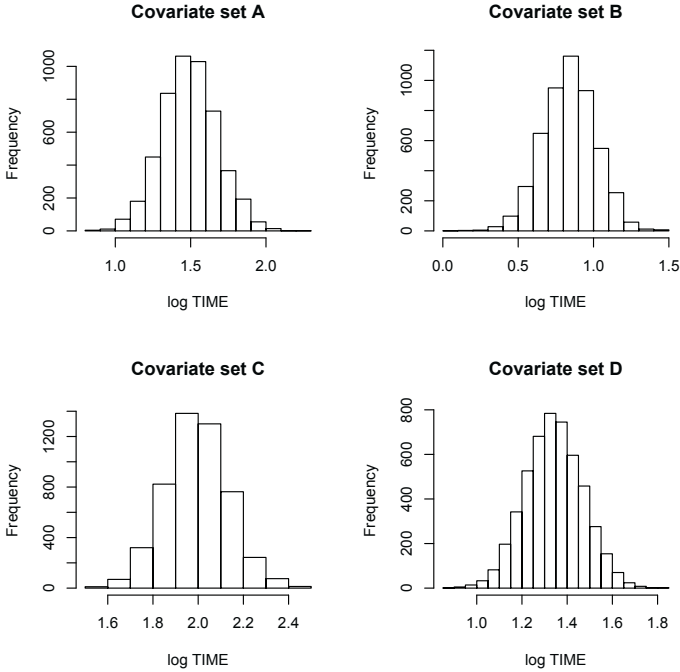 Covariate set A
Frequency
0 200 600 1000
1.0 1.5 2.0
log TIME
Covariate set B
Frequency
0 200 600 1000
0.0 0.5 1.0 1.5
log TIME
Covariate set C
Frequency
0 400 800 1200
1.6 1.8 2.0 2.2 2.4
log TIME
Covariate set D
Frequency
0 200 400 600 800
1.0 1.2 1.4 1.6 1.8
log TIME